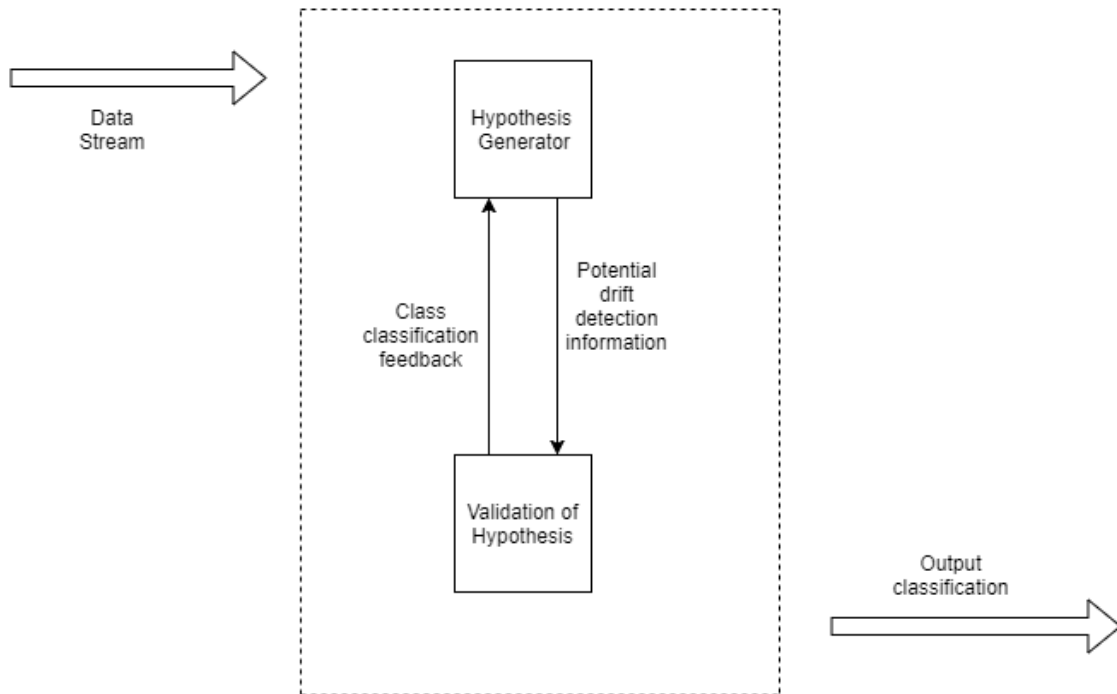 Data
Stream
Hypothesis
Generator
Class
classification
feedback
Potential
drift
detection
information
Validation of
Hypothesis
Output
classification